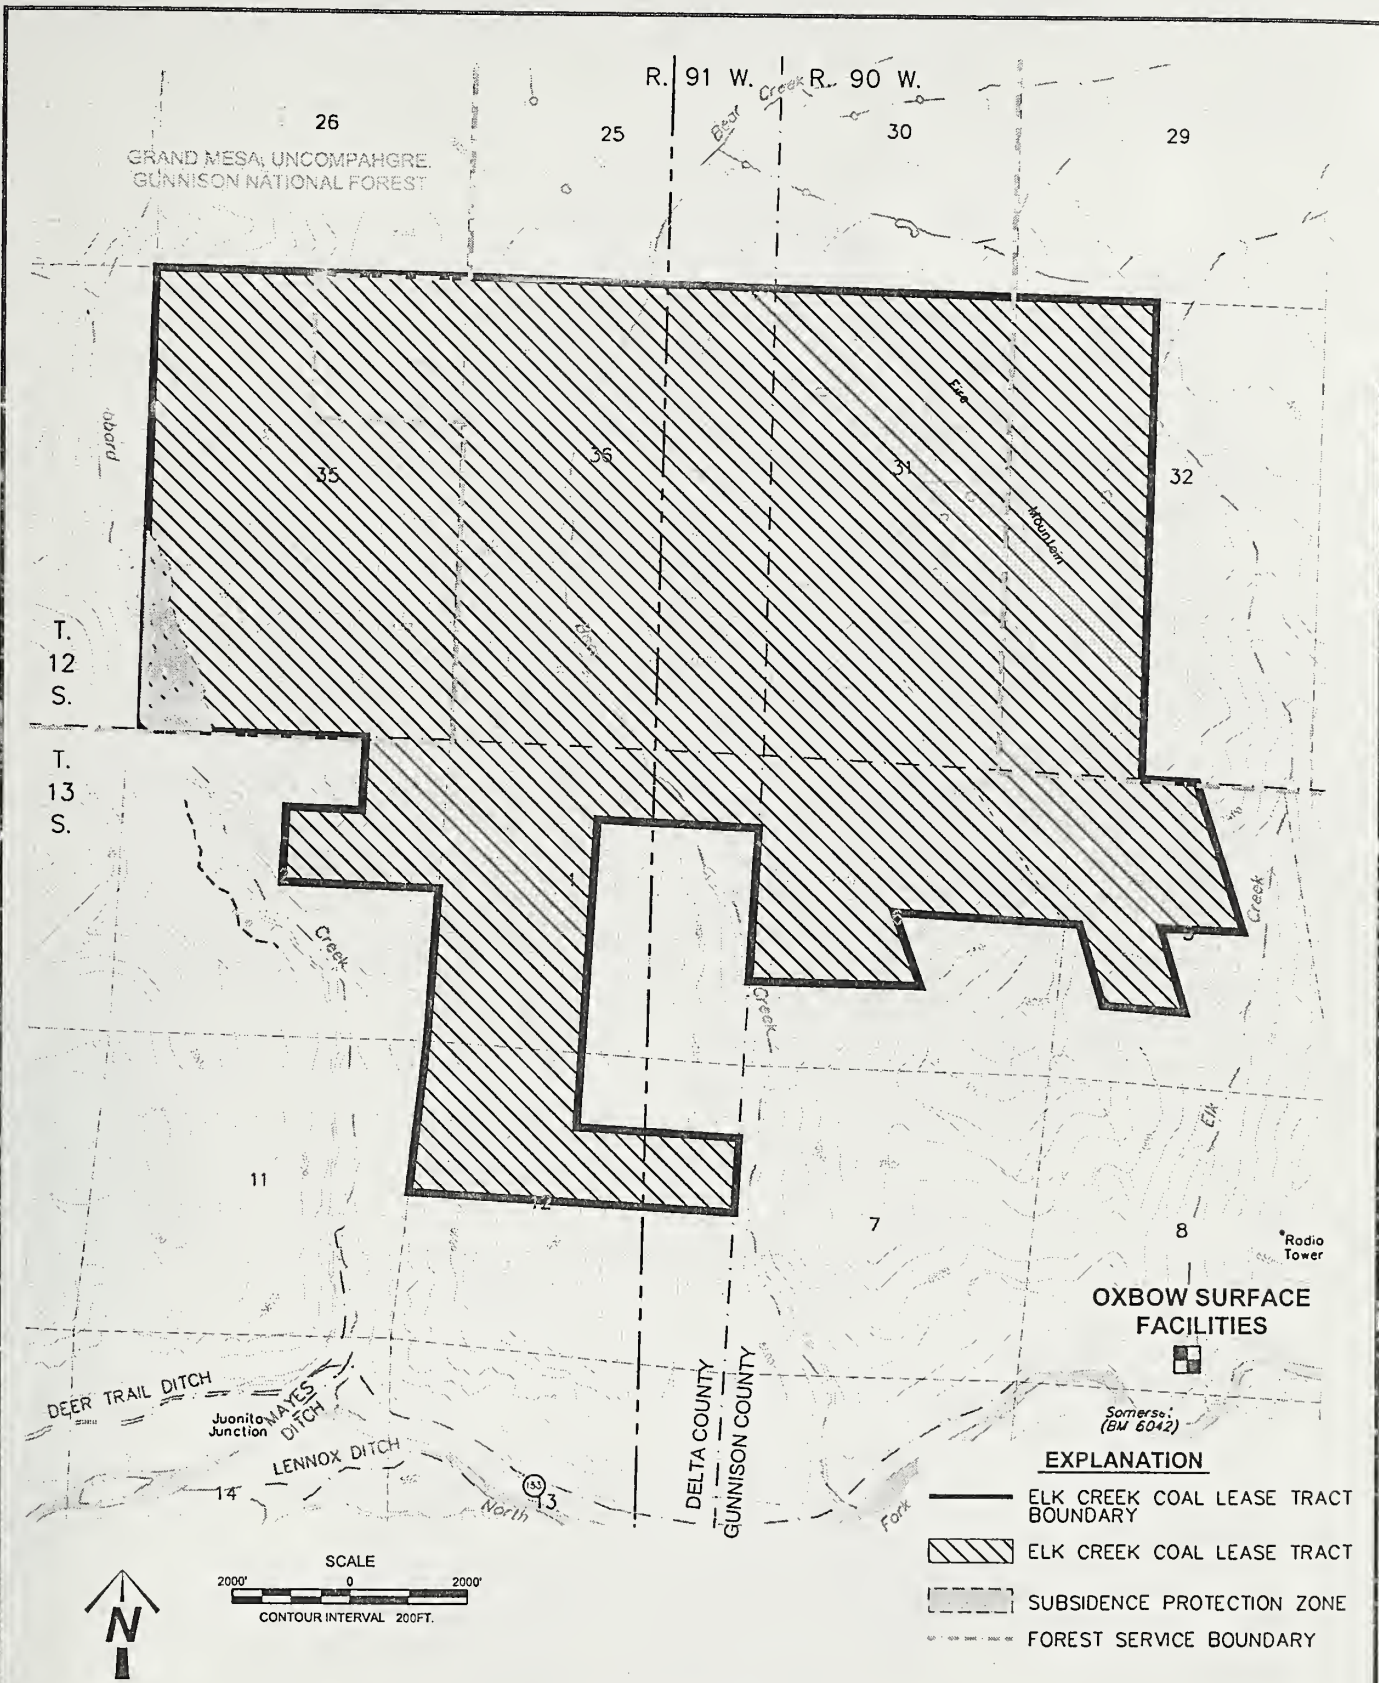 R. 91 W. R. 90 W.
Bear Creek
26
25
30
29
GRAND MESA, UNCOMPAHGRE,
GUNNISON NATIONAL FOREST
Fire
Mountain
35
36
31
32
T.
12
S.
T.
13
S.
1
5
Creek
Creek
Creek
Elk
11
12
7
8
Radio
Tower
OXBOW SURFACE
FACILITIES
DEER TRAIL DITCH
Juanita
Junction
MAYES
DITCH
LENNOX DITCH
14
133
13
North
Fork
DELTA COUNTY
GUNNISON COUNTY
(BM 6042)
EXPLANATION
ELK CREEK COAL LEASE TRACT
BOUNDARY
ELK CREEK COAL LEASE TRACT
SUBSIDENCE PROTECTION ZONE
FOREST SERVICE BOUNDARY
SCALE
2000' 0 2000'
CONTOUR INTERVAL 200FT.
N